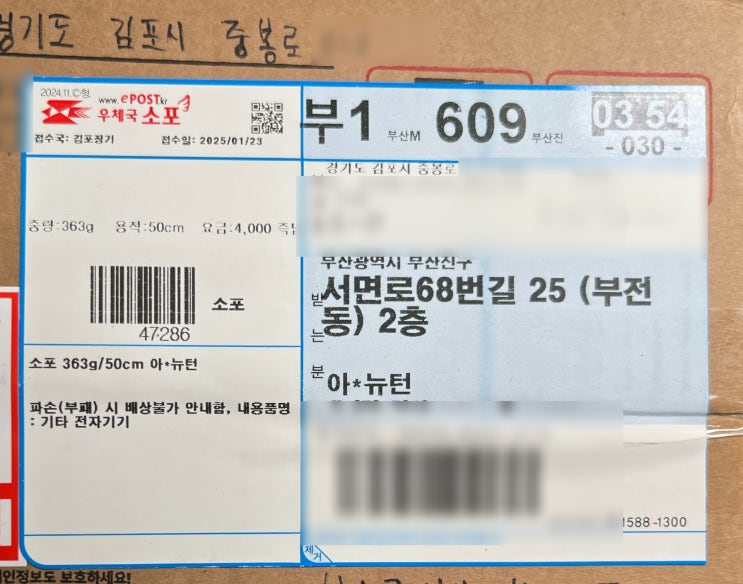 경기도 김포시 중봉로
2024.11. ⓒ형.
www.ePOST.kr
우체국 소포
접수국: 김포장기 접수일: 2025/01/23
부1 부산M 609 부산진
03 54
- 030 -
경기도 김포시 중봉로
중량:363g 용적:50cm 요금:4,000 즉납
부산광역시 부산진구
서면로68번길 25 (부전
동) 2층
받
는
분
아*뉴턴
47286
소포
소포 363g/50cm 아*뉴턴
파손(부패) 시 배상불가 안내함, 내용품명
: 기타 전자기기
1588-1300
제거
인정보도 보호하세요!